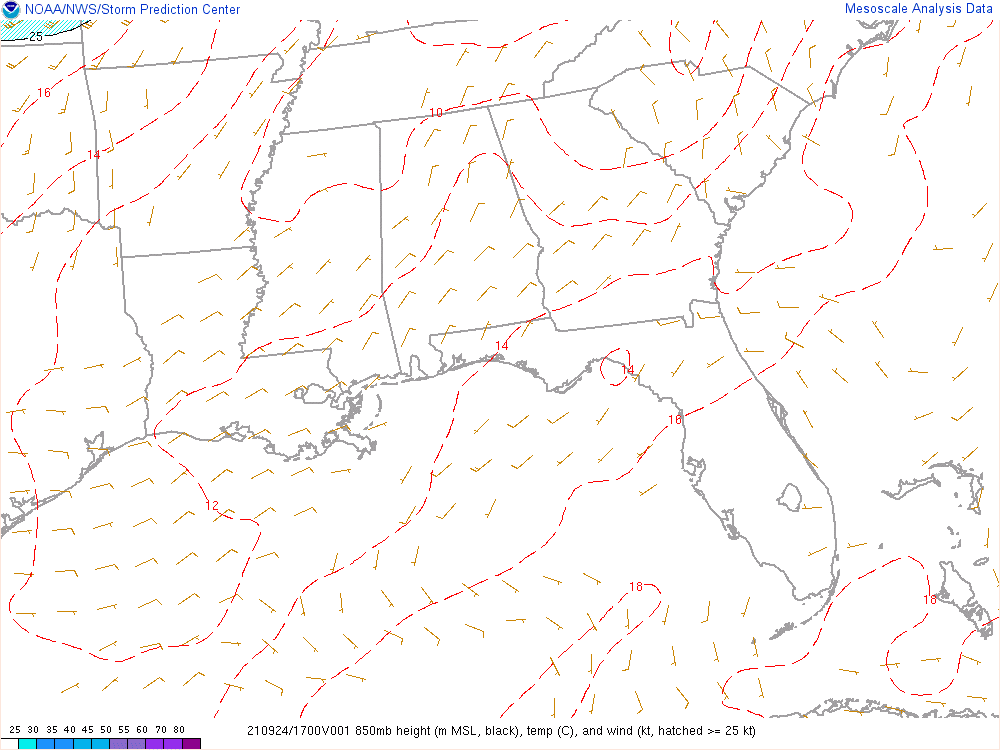 NOAA/NWS/Storm Prediction Center
Mesoscale Analysis Data
25
16
10
14
14
14
16
12
18
18
25 30 35 40 45 50 55 60 70 80
210924/1700V001 850mb height (m MSL, black), temp (C), and wind (kt, hatched >= 25 kt)